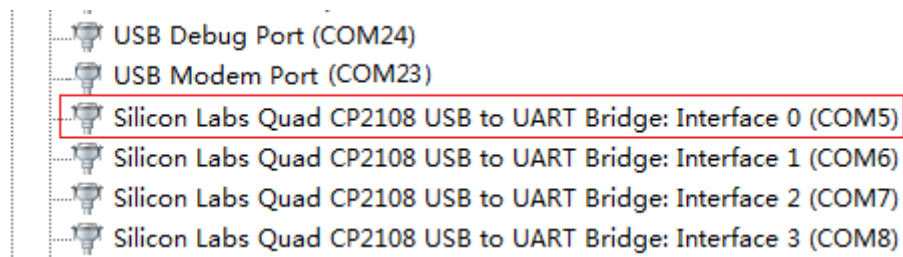 USB Debug Port (COM24)
USB Modem Port (COM23)
Silicon Labs Quad CP2108 USB to UART Bridge: Interface 0 (COM5)
Silicon Labs Quad CP2108 USB to UART Bridge: Interface 1 (COM6)
Silicon Labs Quad CP2108 USB to UART Bridge: Interface 2 (COM7)
Silicon Labs Quad CP2108 USB to UART Bridge: Interface 3 (COM8)